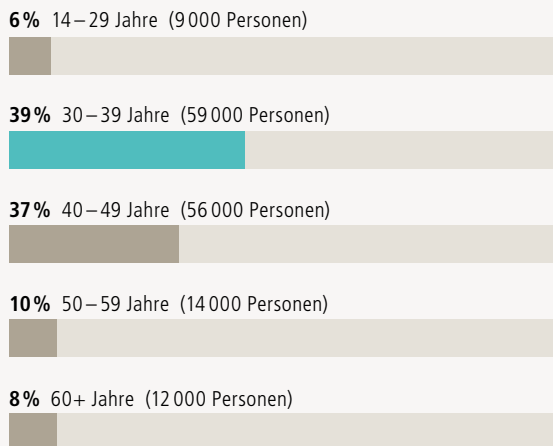 6 % 14 – 29 Jahre (9 000 Personen)
39 % 30 – 39 Jahre (59 000 Personen)
37 % 40 – 49 Jahre (56 000 Personen)
10 % 50 – 59 Jahre (14 000 Personen)
8 % 60+ Jahre (12 000 Personen)